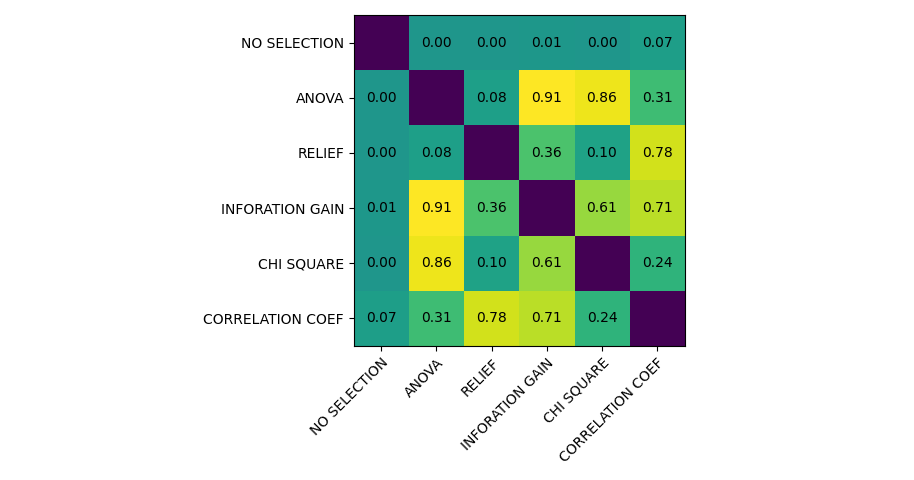 NO SELECTION 0.00 0.00 0.01 0.00 0.07
ANOVA 0.00 0.08 0.91 0.86 0.31
RELIEF 0.00 0.08 0.36 0.10 0.78
INFORATION GAIN 0.01 0.91 0.36 0.61 0.71
CHI SQUARE 0.00 0.86 0.10 0.61 0.24
CORRELATION COEF 0.07 0.31 0.78 0.71 0.24
NO SELECTION
ANOVA
RELIEF
INFORATION GAIN
CHI SQUARE
CORRELATION COEF